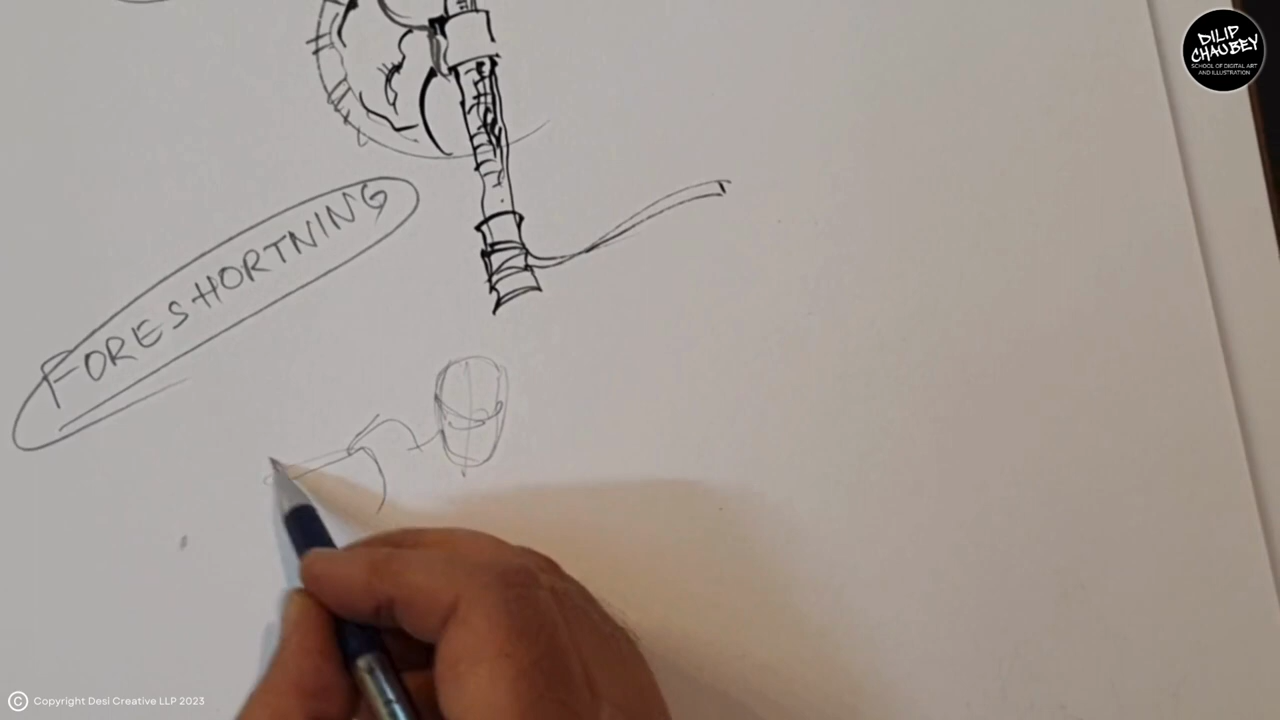 DILIP
CHAUBEY
SCHOOL OF DIGITAL ART
AND ILLUSTRATION
FORESHORTNING
© Copyright Desi Creative LLP 2023